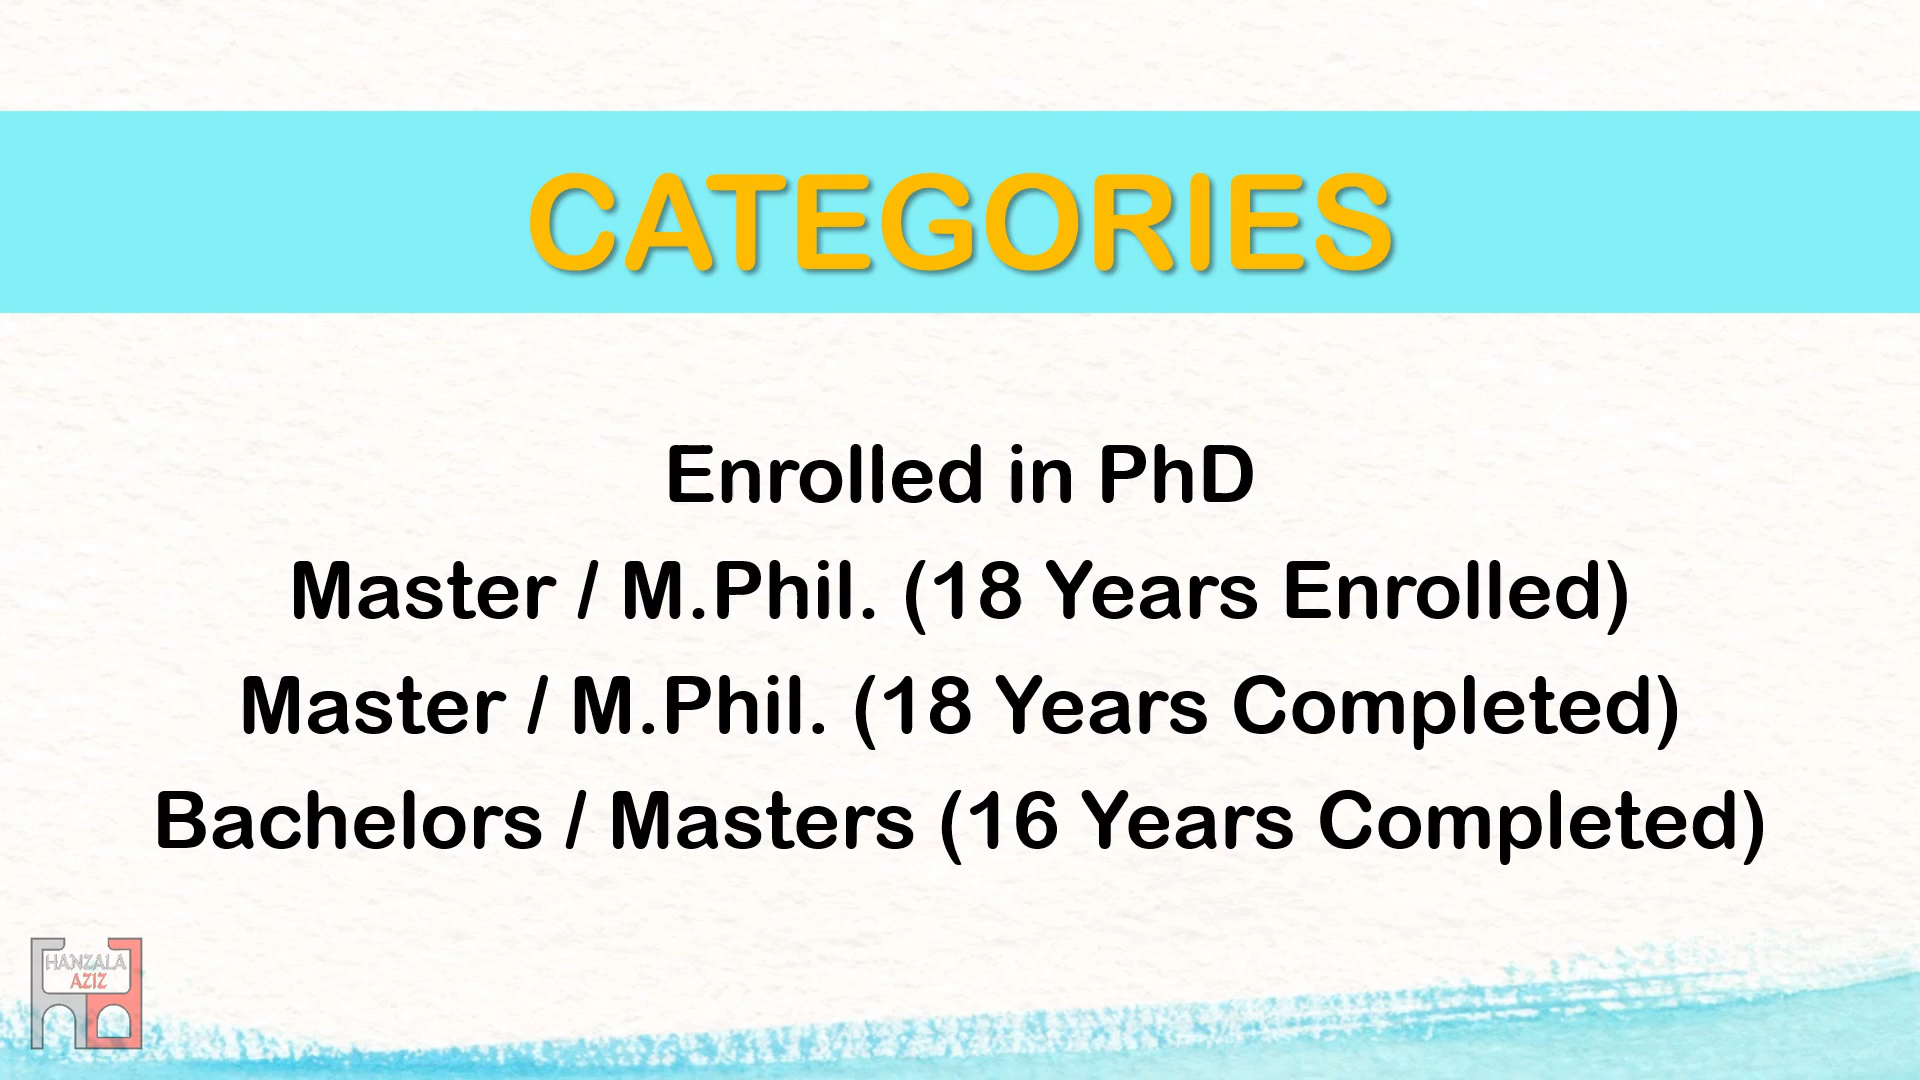 CATEGORIES
Enrolled in PhD
Master / M.Phil. (18 Years Enrolled)
Master / M.Phil. (18 Years Completed)
Bachelors / Masters (16 Years Completed)
HANZALA
AZIZ